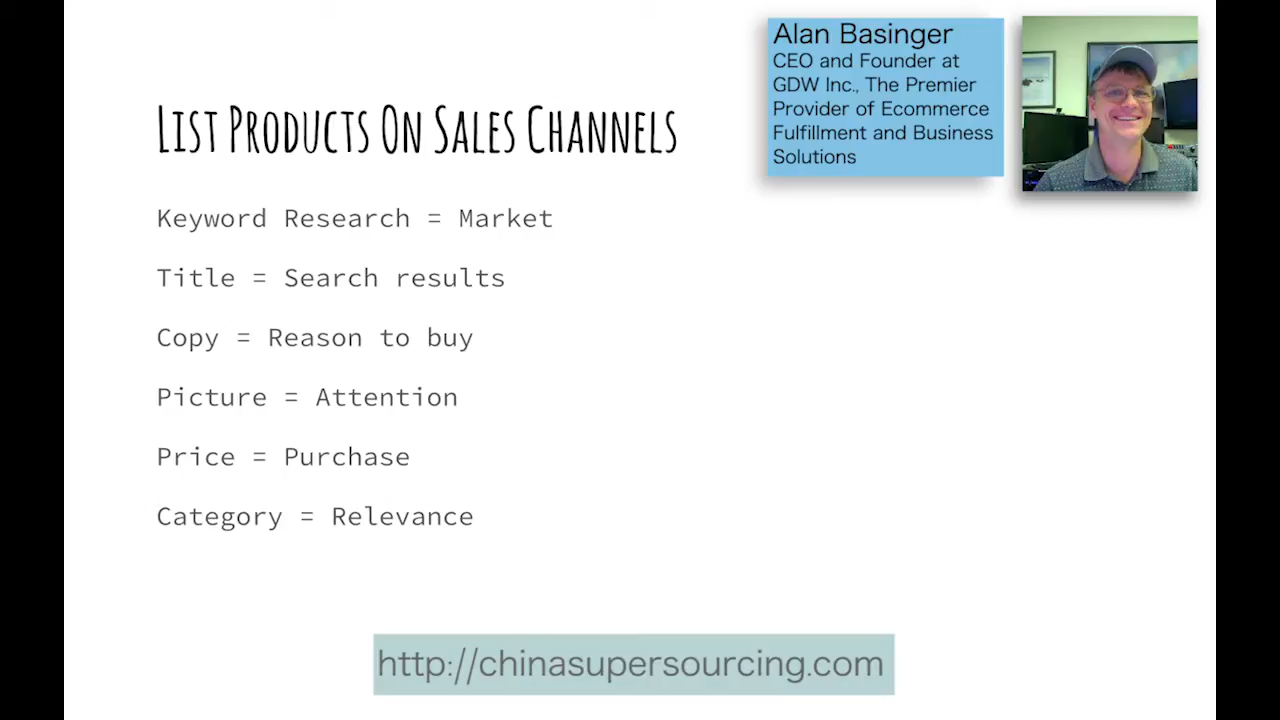 Alan Basinger
CEO and Founder at
GDW Inc., The Premier
Provider of Ecommerce
Fulfillment and Business
Solutions
List Products On Sales Channels
Keyword Research = Market
Title = Search results
Copy = Reason to buy
Picture = Attention
Price = Purchase
Category = Relevance
http://chinasupersourcing.com